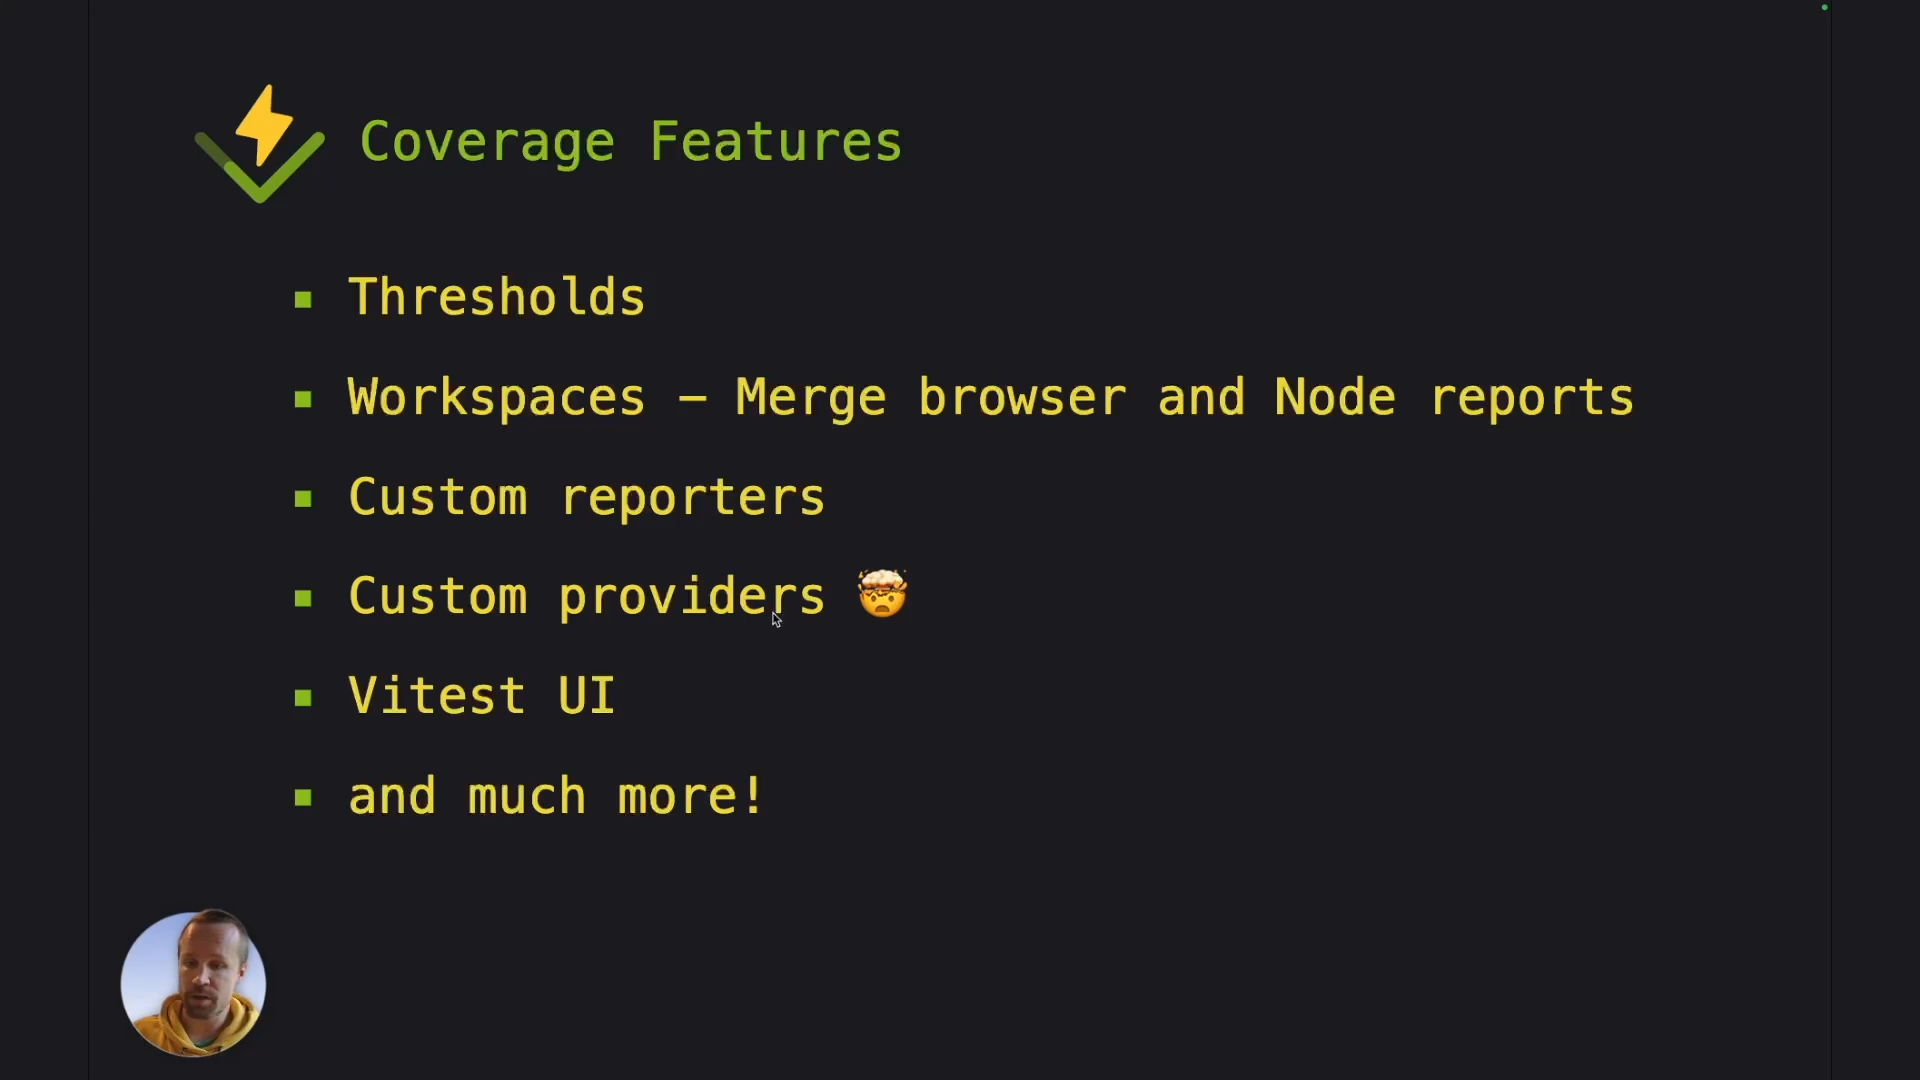 Coverage Features
Thresholds
Workspaces – Merge browser and Node reports
Custom reporters
Custom providers 🤯
Vitest UI
and much more!